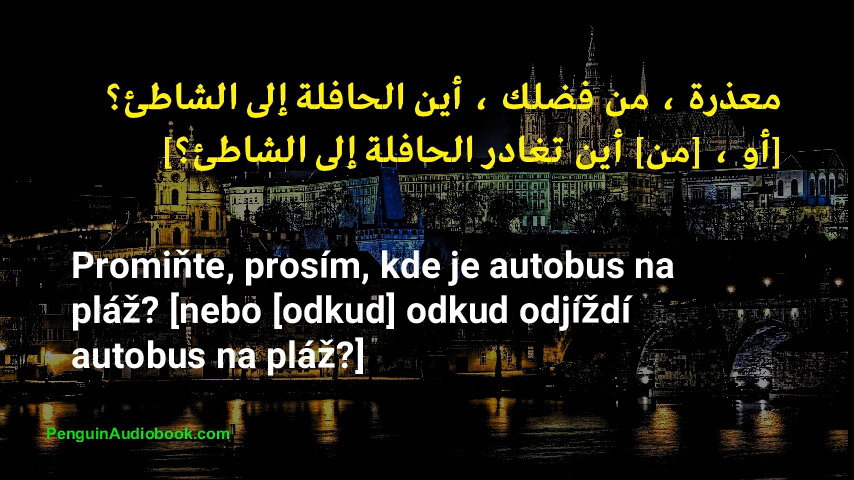 معذرة ، من فضلك ، أين الحافلة إلى الشاطئ؟
[أو ، [من] أين تغادر الحافلة إلى الشاطئ؟]
Promiňte, prosím, kde je autobus na
pláž? [nebo [odkud] odkud odjíždí
autobus na pláž?]
PenguinAudiobook.com